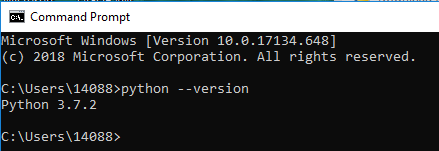 Command Prompt
Microsoft Windows [Version 10.0.17134.648]
(c) 2018 Microsoft Corporation. All rights reserved.
C:\Users\14088>python --version
Python 3.7.2
C:\Users\14088>